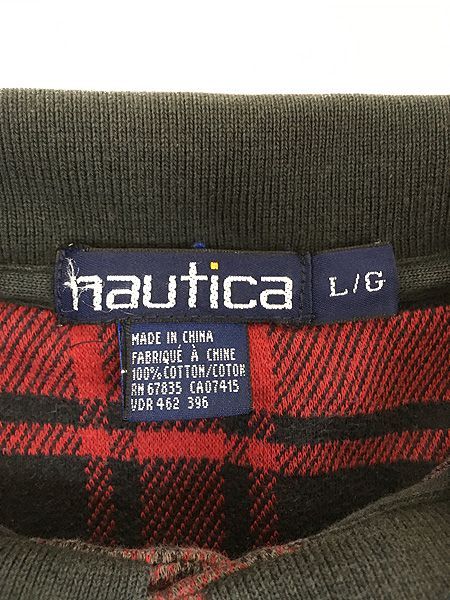 nautica
L/G
MADE IN CHINA
FABRIQUÉ À CHINE
100% COTTON/COTON
RN 67835 CA07415
VDR 462 396